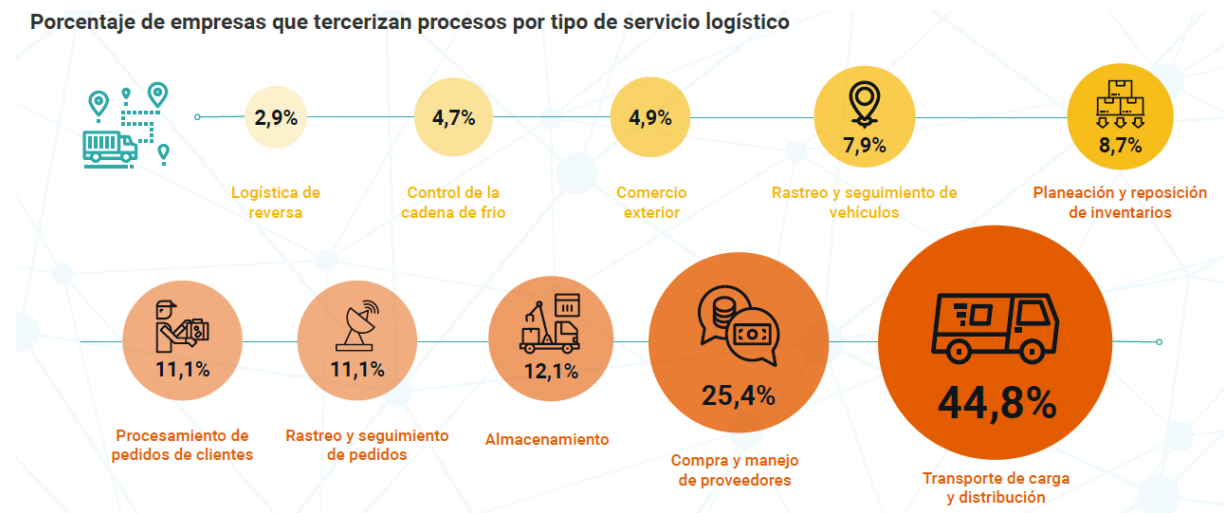 Porcentaje de empresas que tercerizan procesos por tipo de servicio logístico
2,9%
4,7%
4,9%
7,9%
8,7%
Logística de
reversa
Control de la
cadena de frio
Comercio
exterior
Rastreo y seguimiento de
vehículos
Planeación y reposición
de inventarios
11,1%
11,1%
12,1%
25,4%
44,8%
Procesamiento de
pedidos de clientes
Rastreo y seguimiento
de pedidos
Almacenamiento
Compra y manejo
de proveedores
Transporte de carga
y distribución